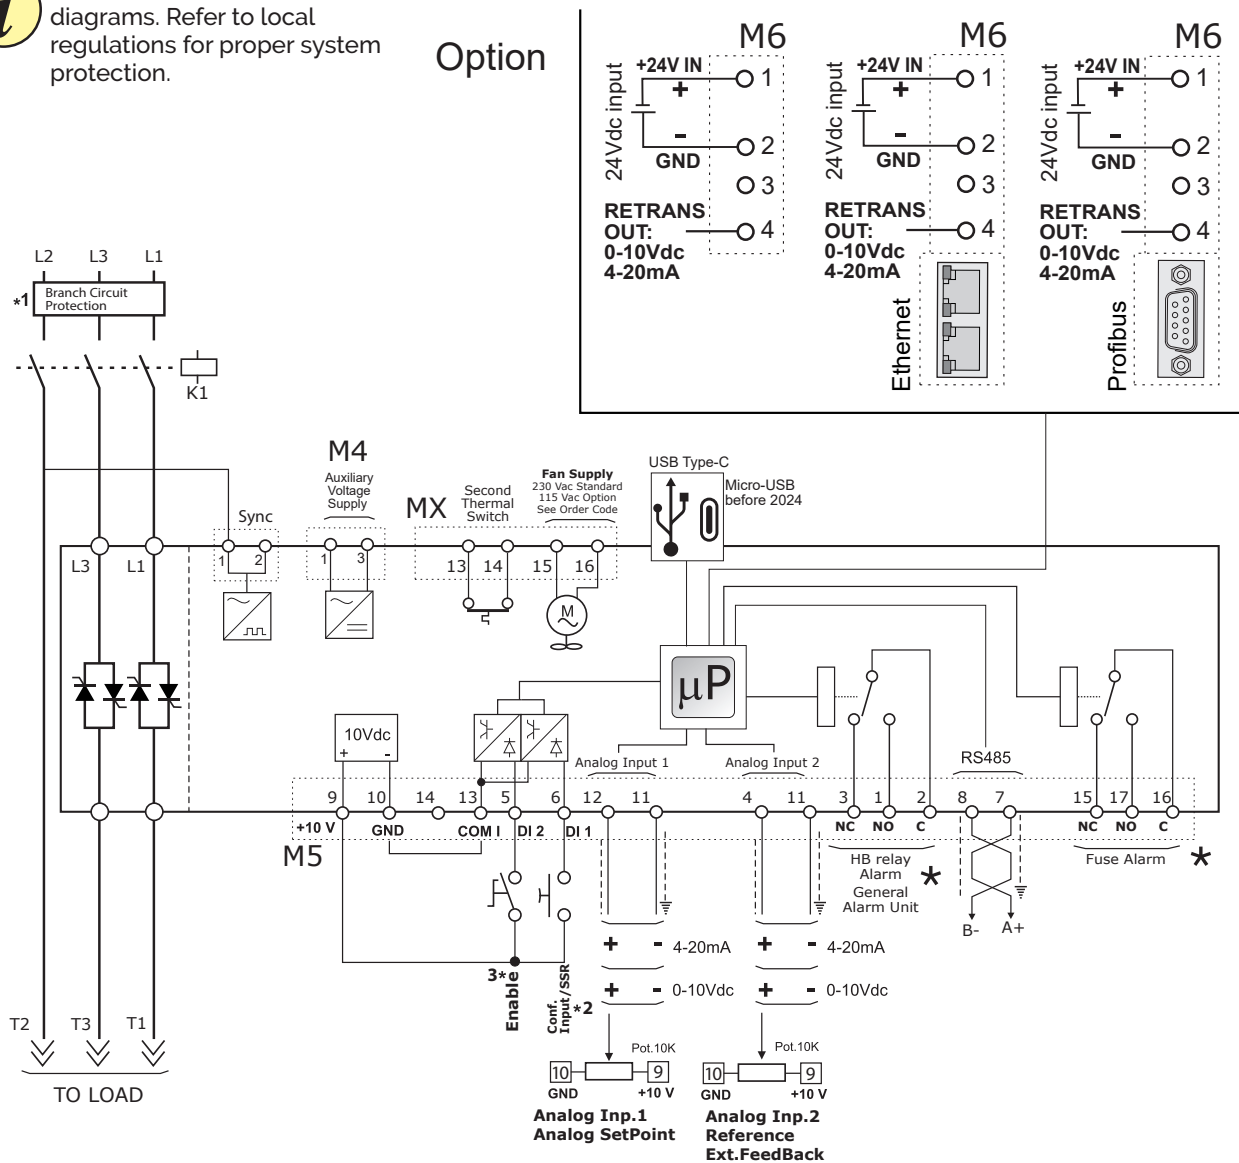 diagrams. Refer to local
regulations for proper system
protection.
Option
M6
24Vdc input
+24V IN
+
-
GND
1
2
3
4
RETRANS
OUT:
0-10Vdc
4-20mA
M6
24Vdc input
+24V IN
+
-
GND
1
2
3
4
RETRANS
OUT:
0-10Vdc
4-20mA
Ethernet
M6
24Vdc input
+24V IN
+
-
GND
1
2
3
4
RETRANS
OUT:
0-10Vdc
4-20mA
Profibus
L2 L3 L1
*1
Branch Circuit
Protection
K1
L3 L1
Sync
1 2
M4
Auxiliary
Voltage
Supply
1 3
MX
Second
Thermal
Switch
13 14
Fan Supply
230 Vac Standard
115 Vac Option
See Order Code
15 16
M
USB Type-C
Micro-USB
before 2024
µP
10Vdc
+ -
Analog Input 1
Analog Input 2
RS485
9 10 14 13 5 6 12 11 4 11 3 1 2 8 7 15 17 16
+10 V GND COM I DI 2 DI 1 NC NO C NC NO C
M5
HB relay
Alarm
General
Alarm Unit
*
B- A+
Fuse Alarm
*
3*
Enable
Conf.
Input/SSR
*2
+ - 4-20mA
+ - 0-10Vdc
Pot.10K
10 9
GND +10 V
Analog Inp.1
Analog SetPoint
+ - 4-20mA
+ - 0-10Vdc
Pot.10K
10 9
GND +10 V
Analog Inp.2
Reference
Ext.FeedBack
T2 T3 T1
TO LOAD